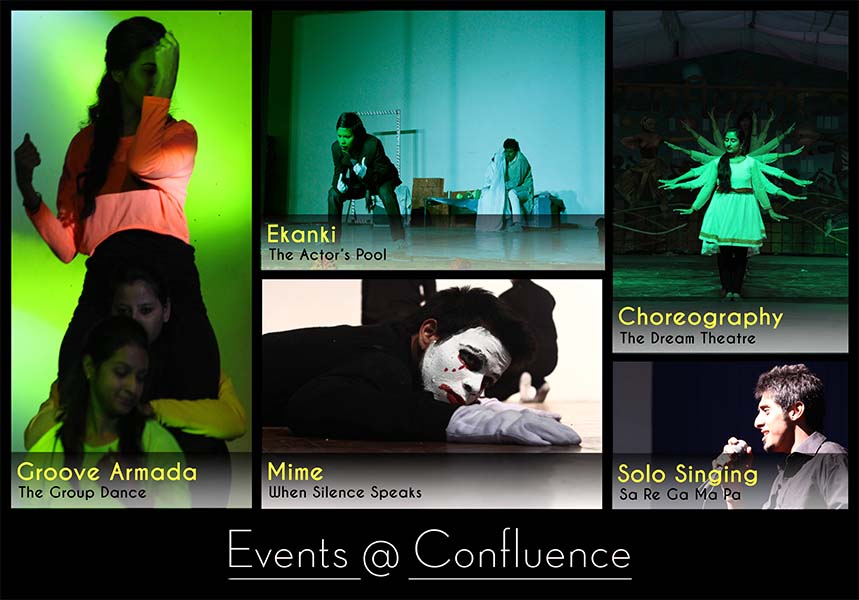 Groove Armada
The Group Dance
Ekanki
The Actor's Pool
Mime
When Silence Speaks
Choreography
The Dream Theatre
Solo Singing
Sa Re Ga Ma Pa
Events @ Confluence